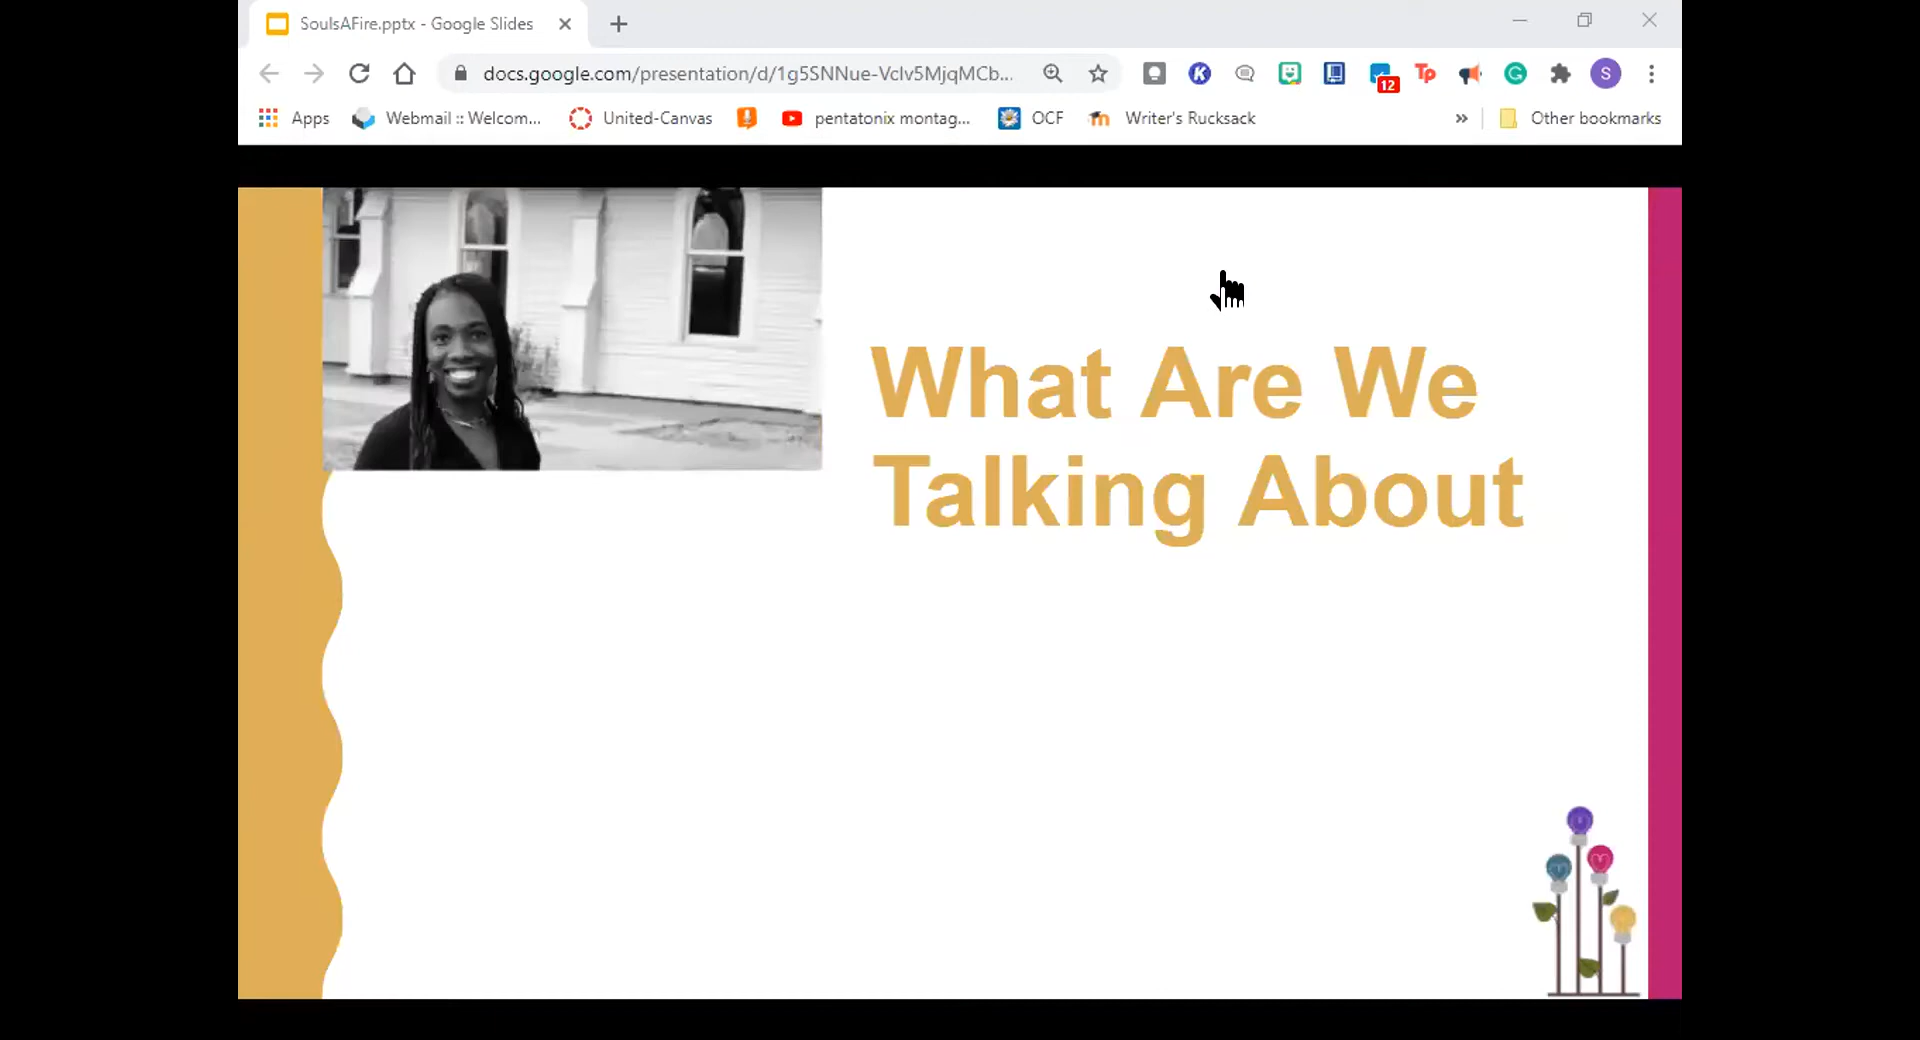 SoulsAFire.pptx - Google Slides
docs.google.com/presentation/d/1g5SNNue-Vclv5MjqMCb...
12
Tp
K
G
S
Apps
Webmail :: Welcom...
United-Canvas
pentatonix montag...
OCF
Writer's Rucksack
Other bookmarks
What Are We
Talking About